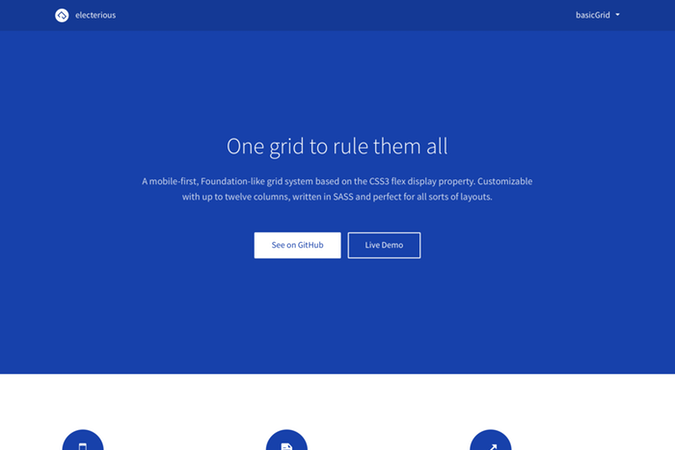 electerious
basicGrid
One grid to rule them all
A mobile-first, Foundation-like grid system based on the CSS3 flex display property. Customizable
with up to twelve columns, written in SASS and perfect for all sorts of layouts.
See on GitHub
Live Demo